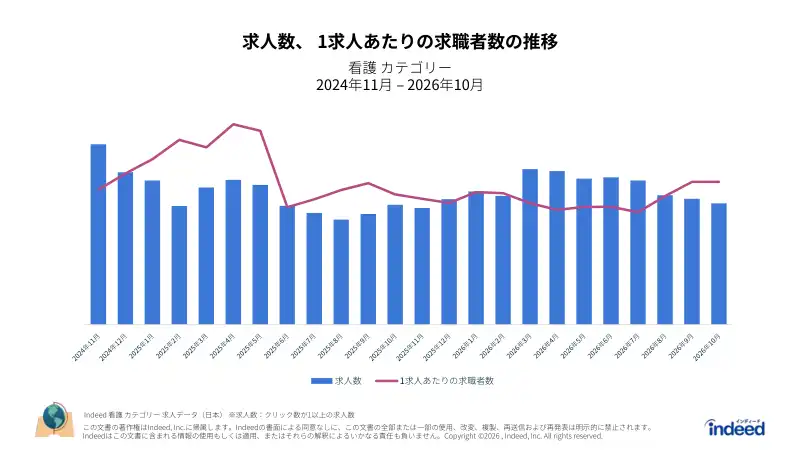 求人数、 1求人あたりの求職者数の推移
看護 カテゴリー
2024年11月 – 2026年10月
2024年11月
2024年12月
2025年1月
2025年2月
2025年3月
2025年4月
2025年5月
2025年6月
2025年7月
2025年8月
2025年9月
2025年10月
2025年11月
2025年12月
2026年1月
2026年2月
2026年3月
2026年4月
2026年5月
2026年6月
2026年7月
2026年8月
2026年9月
2026年10月
求人数
1求人あたりの求職者数
Indeed 看護 カテゴリー 求人データ（日本） ※求人数：クリック数が1以上の求人数
この文書の著作権はIndeed, Inc.に帰属します。Indeedの書面による同意なしに、この文書の全部または一部の使用、改変、複製、再送信および再発表は明示的に禁止されます。
Indeedはこの文書に含まれる情報の使用もしくは適用、またはそれらの解釈によるいかなる責任も負いません。Copyright ©2026 , Indeed, Inc. All rights reserved.
インディード
indeed